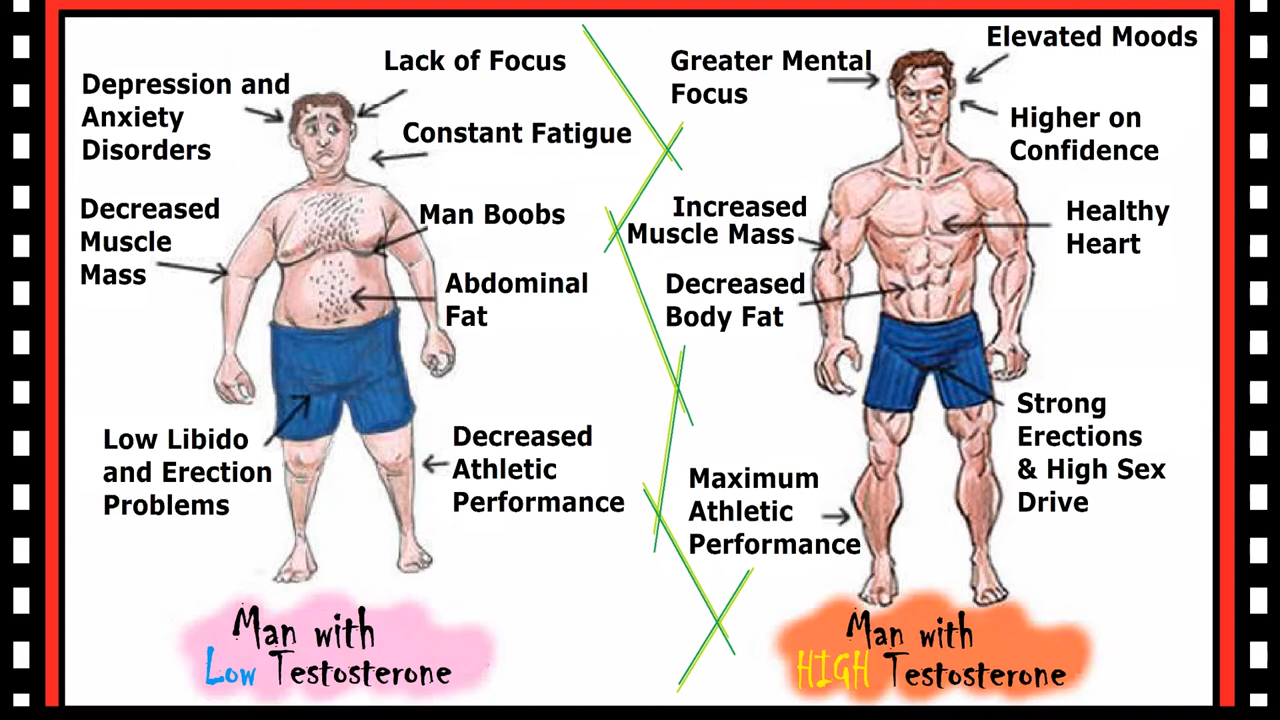 Depression and
Anxiety
Disorders
Lack of Focus
Constant Fatigue
Decreased
Muscle
Mass
Man Boobs
Abdominal
Fat
Low Libido
and Erection
Problems
Decreased
Athletic
Performance
Man with
Low Testosterone
Greater Mental
Focus
Elevated Moods
Higher on
Confidence
Increased
Muscle Mass
Healthy
Heart
Decreased
Body Fat
Strong
Erections
& High Sex
Drive
Maximum
Athletic
Performance
Man with
HIGH Testosterone